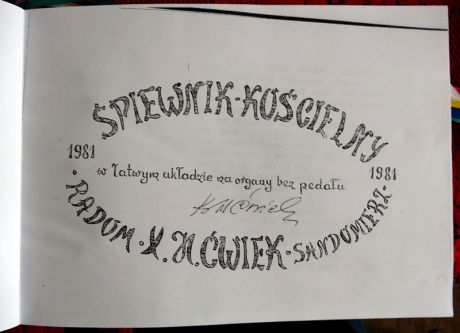 ŚPIEWNIK · KOŚCIELNY
1981
1981
w łatwym układzie na organy bez pedału
· RADOM · K. M. ĆWIEK · SANDOMIERZ ·